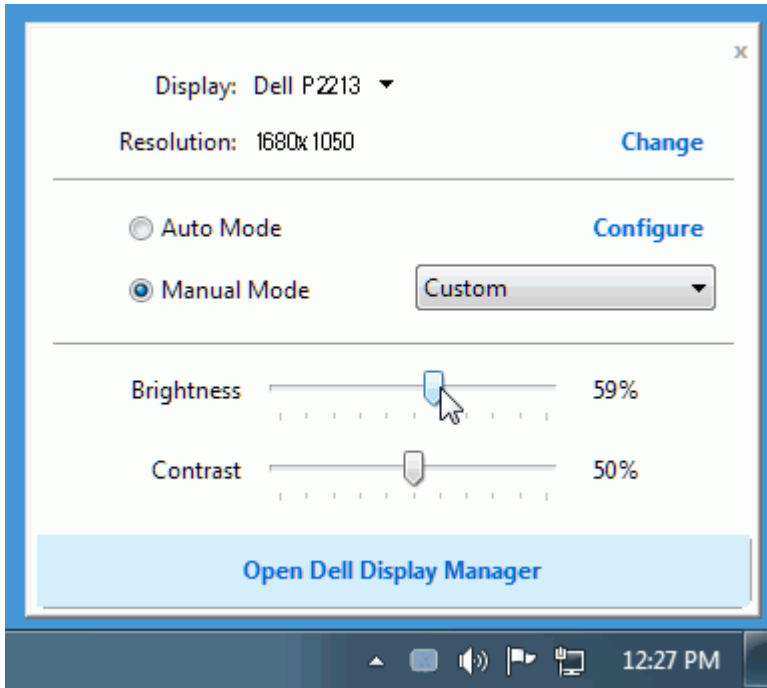 x
Display: Dell P2213
Resolution: 1680x1050 Change
Auto Mode Configure
Manual Mode Custom
Brightness 59%
Contrast 50%
Open Dell Display Manager
12:27 PM